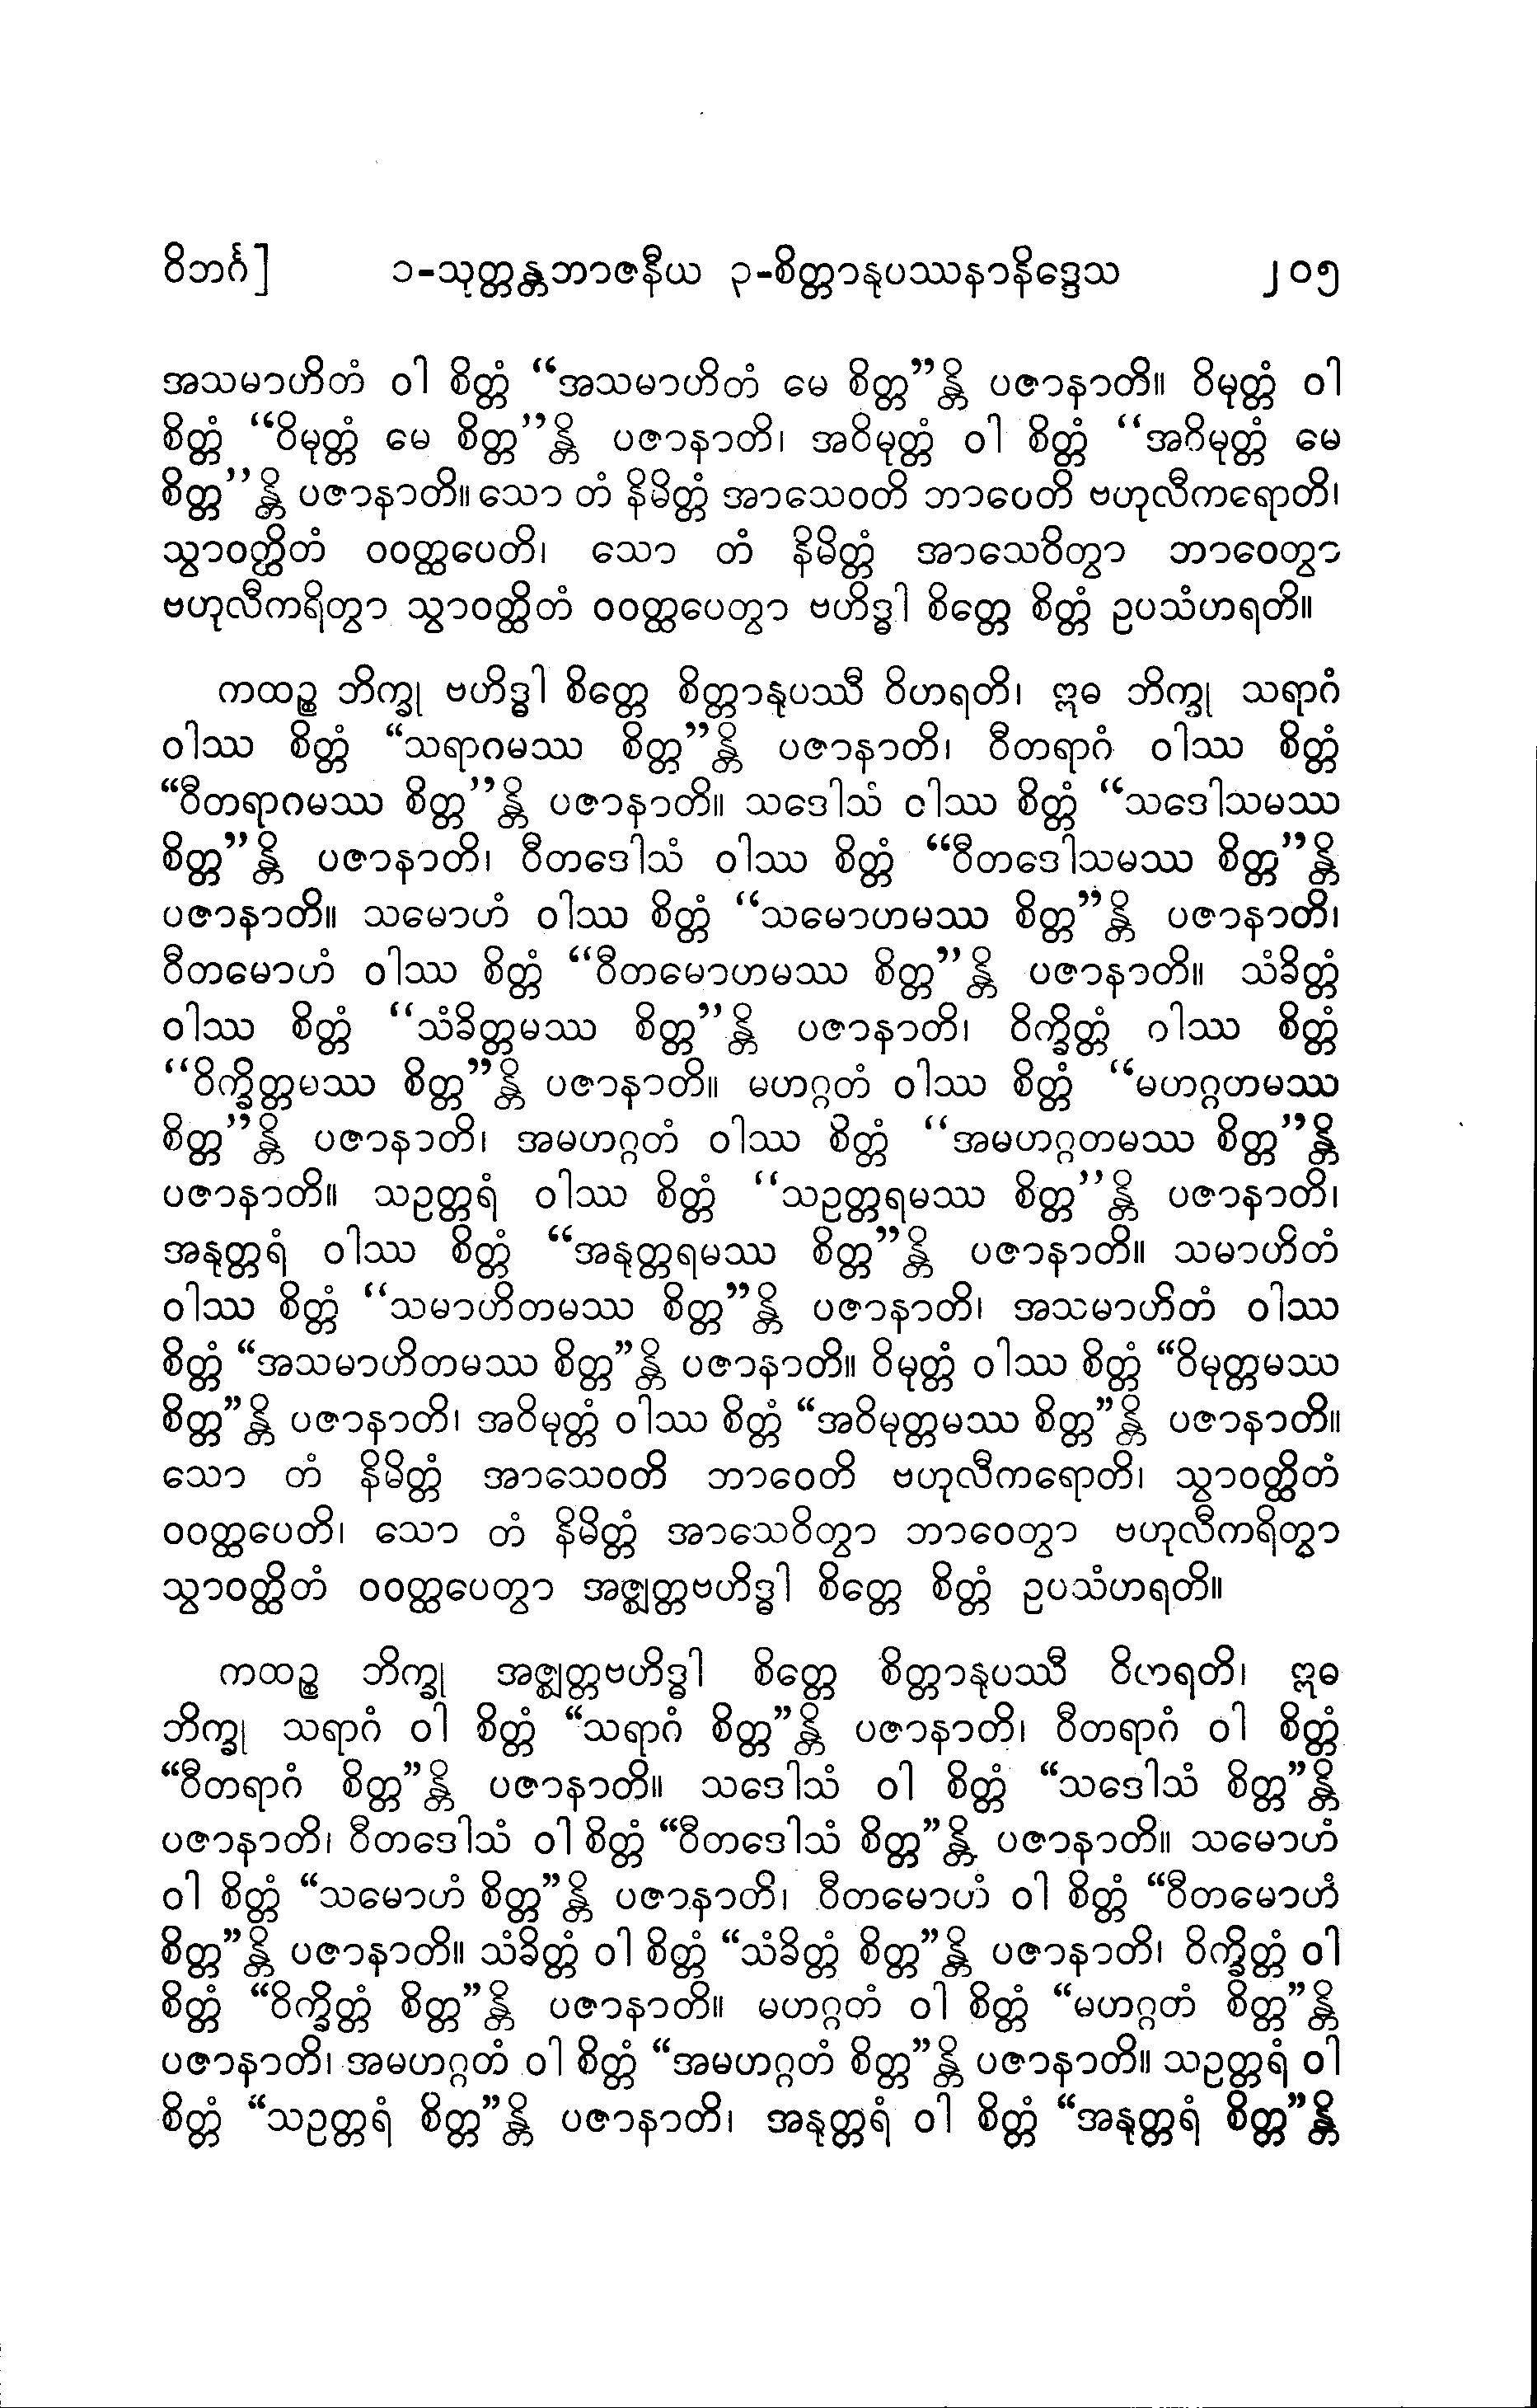 ဝိဘင်္ဂ]   ၁-သုတ္တန္တဘာဇနီယ ၃-စိတ္တာနုပဿနာနိဒ္ဒေသ   ၂၀၅
အသမာဟိတံ ဝါ စိတ္တံ “အသမာဟိတံ မေ စိတ္တ”န္တိ ပဇာနာတိ။ ဝိမုတ္တံ ဝါ
စိတ္တံ “ဝိမုတ္တံ မေ စိတ္တ”န္တိ ပဇာနာတိ၊ အဝိမုတ္တံ ဝါ စိတ္တံ “အဂိမုတ္တံ မေ
စိတ္တ”န္တိ ပဇာနာတိ။ သော တံ နိမိတ္တံ အာသေဝတိ ဘာဝေတိ ဗဟုလီကရောတိ၊
သွာဝတ္ထိတံ ဝဝတ္ထပေတိ၊ သော တံ နိမိတ္တံ အာသေဝိတွာ ဘာဝေတွာ
ဗဟုလီကရိတွာ သွာဝတ္ထိတံ ဝဝတ္ထပေတွာ ဗဟိဒ္ဓါ စိတ္တေ စိတ္တံ ဥပသံဟရတိ။
ကထဉ္စ ဘိက္ခု ဗဟိဒ္ဓါ စိတ္တေ စိတ္တာနုပဿီ ဝိဟရတိ၊ ဣဓ ဘိက္ခု သရာဂံ
ဝါဿ စိတ္တံ “သရာဂမဿ စိတ္တ”န္တိ ပဇာနာတိ၊ ဝီတရာဂံ ဝါဿ စိတ္တံ
“ဝီတရာဂမဿ စိတ္တ”န္တိ ပဇာနာတိ။ သဒေါသံ ဝါဿ စိတ္တံ “သဒေါသမဿ
စိတ္တ”န္တိ ပဇာနာတိ၊ ဝီတဒေါသံ ဝါဿ စိတ္တံ “ဝီတဒေါသမဿ စိတ္တ”န္တိ
ပဇာနာတိ။ သမောဟံ ဝါဿ စိတ္တံ “သမောဟမဿ စိတ္တ”န္တိ ပဇာနာတိ၊
ဝီတမောဟံ ဝါဿ စိတ္တံ “ဝီတမောဟမဿ စိတ္တ”န္တိ ပဇာနာတိ။ သံခိတ္တံ
ဝါဿ စိတ္တံ “သံခိတ္တမဿ စိတ္တ”န္တိ ပဇာနာတိ၊ ဝိက္ခိတ္တံ ဝါဿ စိတ္တံ
“ဝိက္ခိတ္တမဿ စိတ္တ”န္တိ ပဇာနာတိ။ မဟဂ္ဂတံ ဝါဿ စိတ္တံ “မဟဂ္ဂဟမဿ
စိတ္တ”န္တိ ပဇာနာတိ၊ အမဟဂ္ဂတံ ဝါဿ စိတ္တံ “အမဟဂ္ဂတမဿ စိတ္တ”န္တိ
ပဇာနာတိ။ သဥတ္တရံ ဝါဿ စိတ္တံ “သဥတ္တရမဿ စိတ္တ”န္တိ ပဇာနာတိ၊
အနုတ္တရံ ဝါဿ စိတ္တံ “အနုတ္တရမဿ စိတ္တ”န္တိ ပဇာနာတိ။ သမာဟိတံ
ဝါဿ စိတ္တံ “သမာဟိတမဿ စိတ္တ”န္တိ ပဇာနာတိ၊ အသမာဟိတံ ဝါဿ
စိတ္တံ “အသမာဟိတမဿ စိတ္တ”န္တိ ပဇာနာတိ။ ဝိမုတ္တံ ဝါဿ စိတ္တံ “ဝိမုတ္တမဿ
စိတ္တ”န္တိ ပဇာနာတိ၊ အဝိမုတ္တံ ဝါဿ စိတ္တံ “အဝိမုတ္တမဿ စိတ္တ”န္တိ ပဇာနာတိ။
သော တံ နိမိတ္တံ အာသေဝတိ ဘာဝေတိ ဗဟုလီကရောတိ၊ သွာဝတ္ထိတံ
ဝဝတ္ထပေတိ၊ သော တံ နိမိတ္တံ အာသေဝိတွာ ဘာဝေတွာ ဗဟုလီကရိတွာ
သွာဝတ္ထိတံ ဝဝတ္ထပေတွာ အဇ္ဈတ္တဗဟိဒ္ဓါ စိတ္တေ စိတ္တံ ဥပသံဟရတိ။
ကထဉ္စ ဘိက္ခု အဇ္ဈတ္တဗဟိဒ္ဓါ စိတ္တေ စိတ္တာနုပဿီ ဝိဟရတိ၊ ဣဓ
ဘိက္ခု သရာဂံ ဝါ စိတ္တံ “သရာဂံ စိတ္တ”န္တိ ပဇာနာတိ၊ ဝီတရာဂံ ဝါ စိတ္တံ
“ဝီတရာဂံ စိတ္တ”န္တိ ပဇာနာတိ။ သဒေါသံ ဝါ စိတ္တံ “သဒေါသံ စိတ္တ”န္တိ
ပဇာနာတိ၊ ဝီတဒေါသံ ဝါ စိတ္တံ “ဝီတဒေါသံ စိတ္တ”န္တိ ပဇာနာတိ။ သမောဟံ
ဝါ စိတ္တံ “သမောဟံ စိတ္တ”န္တိ ပဇာနာတိ၊ ဝီတမောဟံ ဝါ စိတ္တံ “ဝီတမောဟံ
စိတ္တ”န္တိ ပဇာနာတိ။ သံခိတ္တံ ဝါ စိတ္တံ “သံခိတ္တံ စိတ္တ”န္တိ ပဇာနာတိ၊ ဝိက္ခိတ္တံ ဝါ
စိတ္တံ “ဝိက္ခိတ္တံ စိတ္တ”န္တိ ပဇာနာတိ။ မဟဂ္ဂတံ ဝါ စိတ္တံ “မဟဂ္ဂတံ စိတ္တ”န္တိ
ပဇာနာတိ၊ အမဟဂ္ဂတံ ဝါ စိတ္တံ “အမဟဂ္ဂတံ စိတ္တ”န္တိ ပဇာနာတိ။ သဥတ္တရံ ဝါ
စိတ္တံ “သဥတ္တရံ စိတ္တ”န္တိ ပဇာနာတိ၊ အနုတ္တရံ ဝါ စိတ္တံ “အနုတ္တရံ စိတ္တ”န္တိ